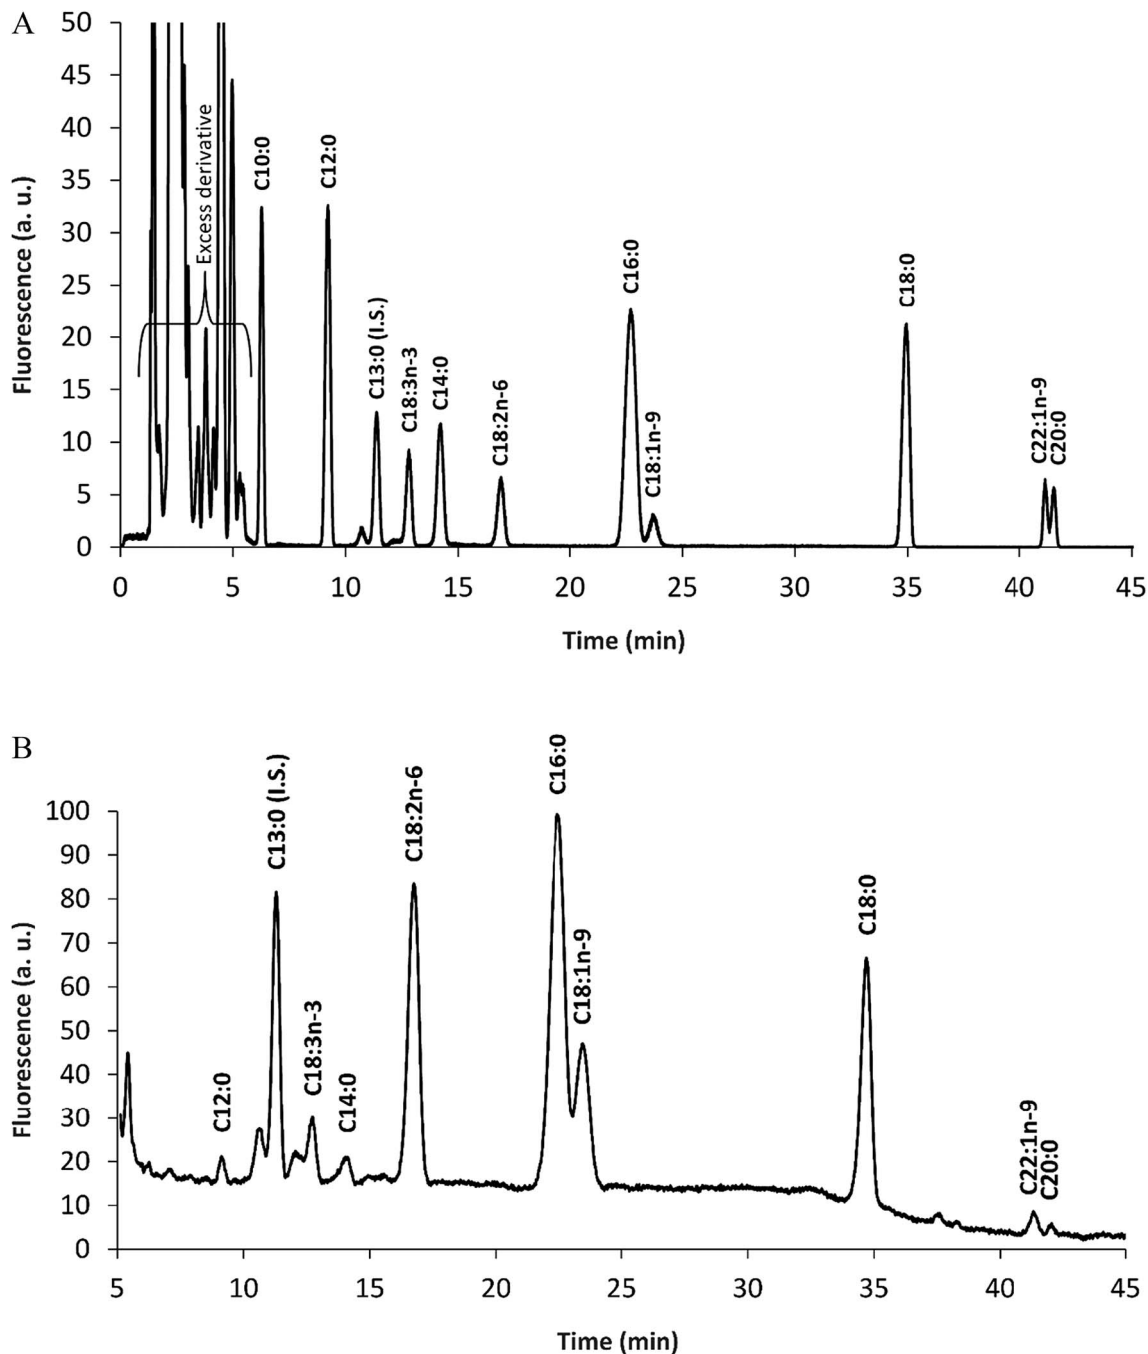 A
50
45
40
35
30
25
20
15
10
5
0
Fluorescence (a. u.)
Excess derivative
C10:0
C12:0
C13:0 (I.S.)
C18:3n-3
C14:0
C18:2n-6
C16:0
C18:1n-9
C18:0
C22:1n-9
C20:0
0 5 10 15 20 25 30 35 40 45
Time (min)
B
100
90
80
70
60
50
40
30
20
10
0
Fluorescence (a. u.)
C12:0
C13:0 (I.S.)
C18:3n-3
C14:0
C18:2n-6
C16:0
C18:1n-9
C18:0
C22:1n-9
C20:0
5 10 15 20 25 30 35 40 45
Time (min)